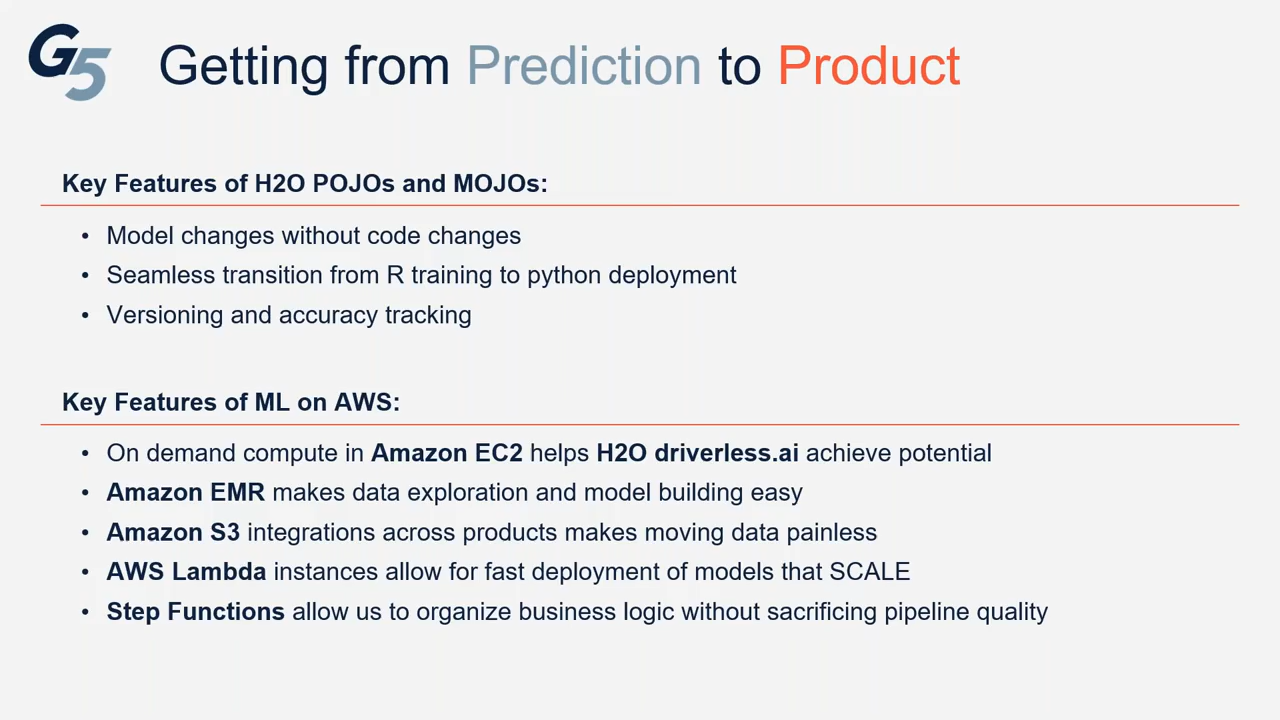 G5
Getting from Prediction to Product
Key Features of H2O POJOs and MOJOs:
• Model changes without code changes
• Seamless transition from R training to python deployment
• Versioning and accuracy tracking
Key Features of ML on AWS:
• On demand compute in Amazon EC2 helps H2O driverless.ai achieve potential
• Amazon EMR makes data exploration and model building easy
• Amazon S3 integrations across products makes moving data painless
• AWS Lambda instances allow for fast deployment of models that SCALE
• Step Functions allow us to organize business logic without sacrificing pipeline quality